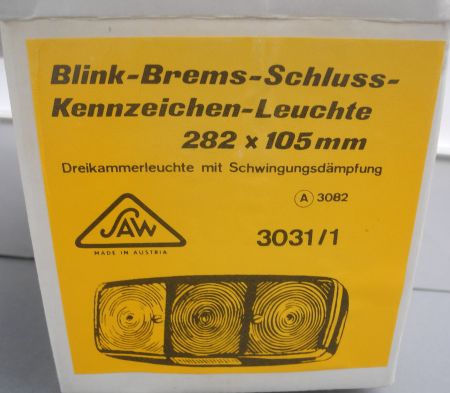 Blink-Brems-Schluss-
Kennzeichen-Leuchte
282 x 105 mm
Dreikammerleuchte mit Schwingungsdämpfung
A 3082
SAW
MADE IN AUSTRIA
3031/1